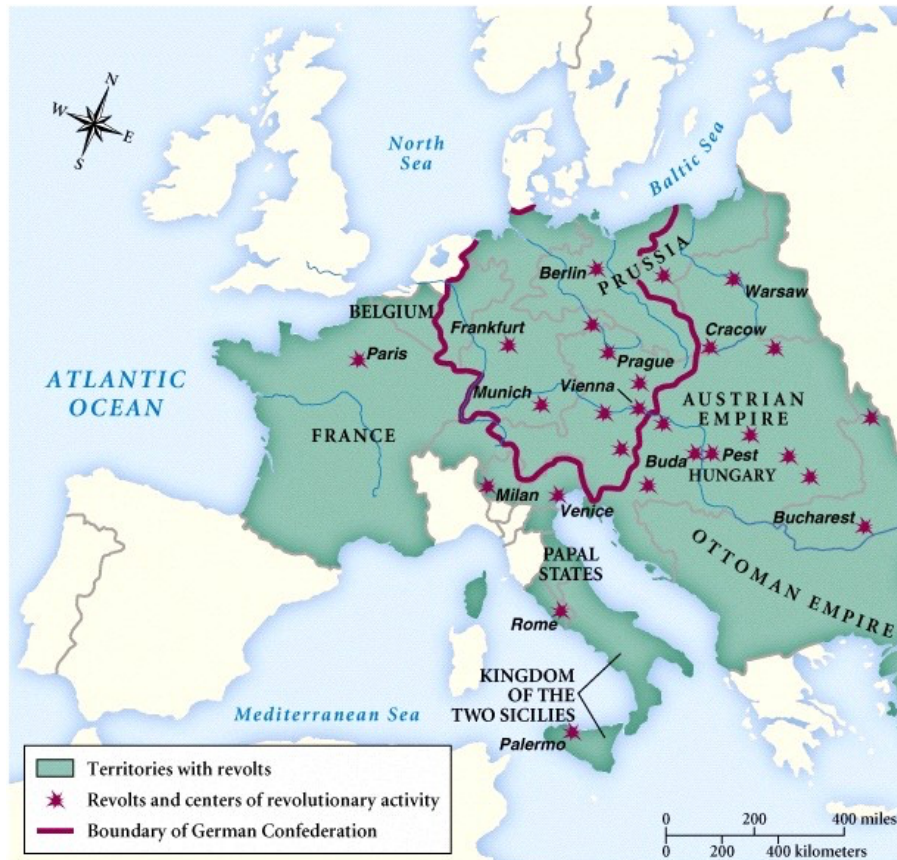 N
W
E
S
North
Sea
Baltic Sea
Berlin
PRUSSIA
Warsaw
BELGIUM
Frankfurt
Cracow
Paris
Prague
ATLANTIC
OCEAN
Munich
Vienna
AUSTRIAN
EMPIRE
FRANCE
Buda
Pest
HUNGARY
Milan
Venice
Bucharest
OTTOMAN EMPIRE
PAPAL
STATES
Rome
KINGDOM
OF THE
TWO SICILIES
Mediterranean Sea
Palermo
Territories with revolts
Revolts and centers of revolutionary activity
Boundary of German Confederation
0 200 400 miles
0 200 400 kilometers